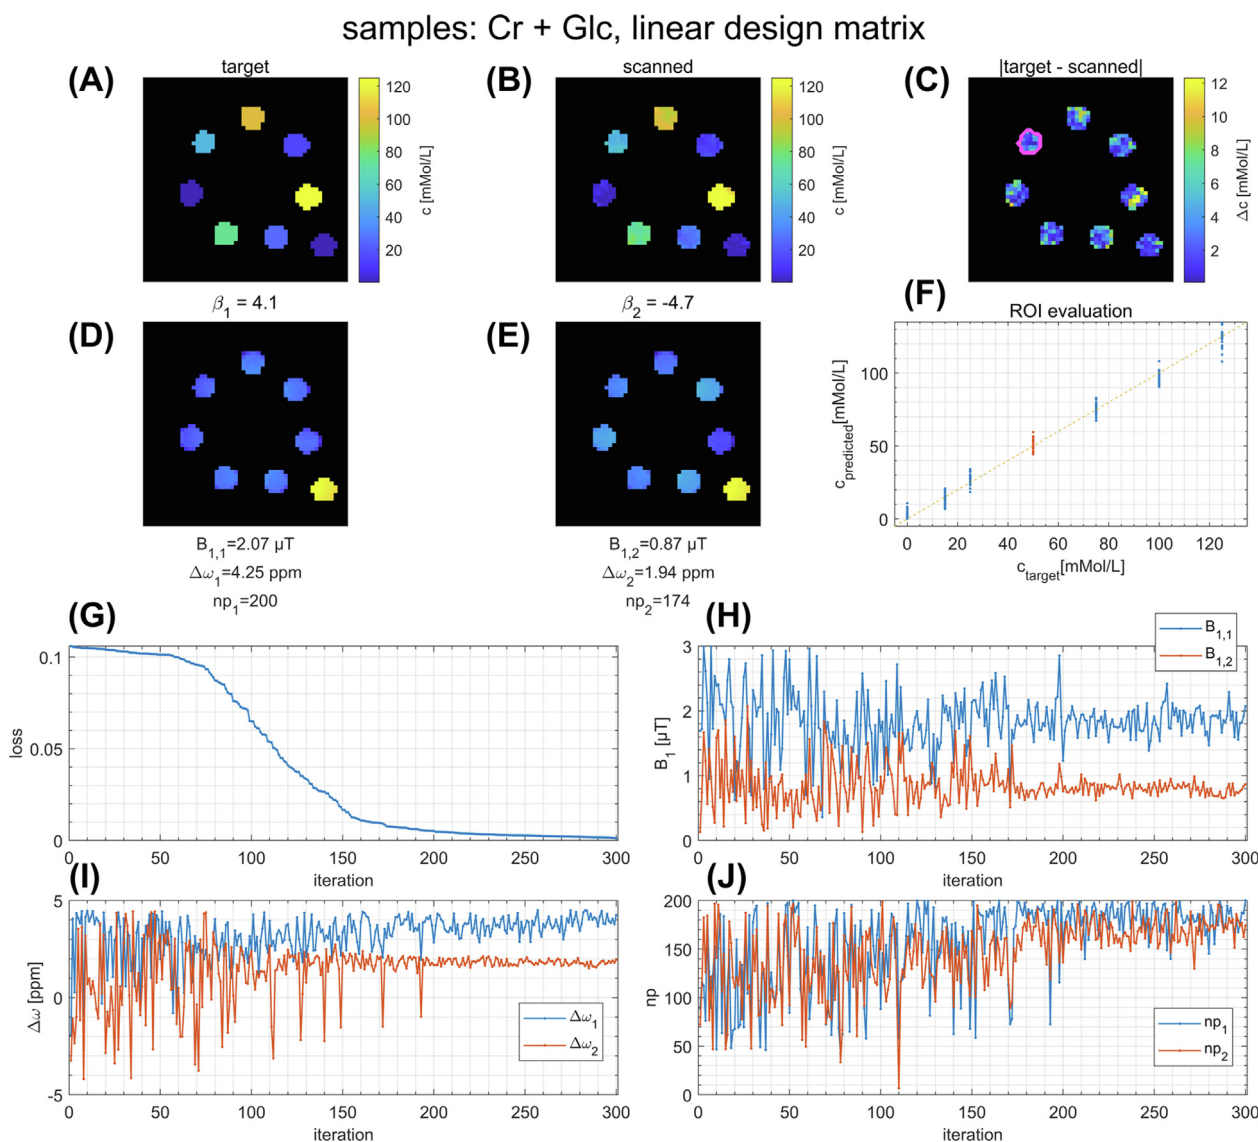 samples: Cr + Glc, linear design matrix
(A)
target
120
100
80
60
40
20
c [mMol/L]
(B)
scanned
120
100
80
60
40
20
c [mMol/L]
(C)
|target - scanned|
12
10
8
6
4
2
Δc [mMol/L]
(D)
β1 = 4.1
B1,1=2.07 μT
Δω1=4.25 ppm
np1=200
(E)
β2 = -4.7
B1,2=0.87 μT
Δω2=1.94 ppm
np2=174
(F)
ROI evaluation
cpredicted[mMol/L]
100
50
0
0 20 40 60 80 100 120
ctarget[mMol/L]
(G)
loss
0.1
0.05
0
0 50 100 150 200 250 300
iteration
(H)
B1,1
B1,2
B1 [μT]
3
2
1
0
0 50 100 150 200 250 300
iteration
(I)
Δω [ppm]
5
0
-5
Δω1
Δω2
0 50 100 150 200 250 300
iteration
(J)
np
200
150
100
50
0
np1
np2
0 50 100 150 200 250 300
iteration